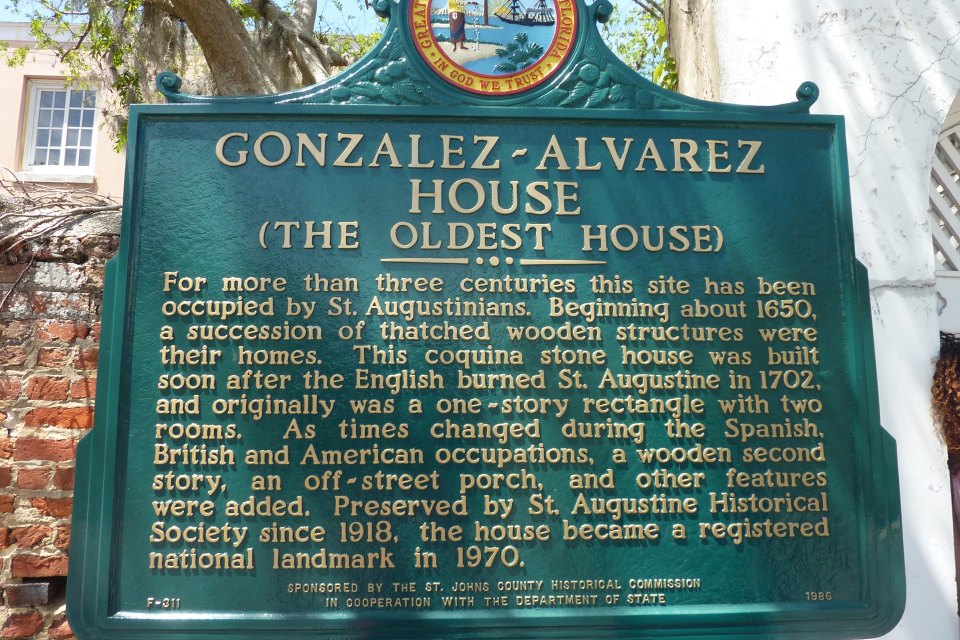 GREAT
FLORIDA
IN GOD WE TRUST
GONZALEZ-ALVAREZ
HOUSE
(THE OLDEST HOUSE)
For more than three centuries this site has been
occupied by St. Augustinians. Beginning about 1650,
a succession of thatched wooden structures were
their homes. This coquina stone house was built
soon after the English burned St. Augustine in 1702,
and originally was a one-story rectangle with two
rooms. As times changed during the Spanish,
British and American occupations, a wooden second
story, an off-street porch, and other features
were added. Preserved by St. Augustine Historical
Society since 1918, the house became a registered
national landmark in 1970.
SPONSORED BY THE ST. JOHNS COUNTY HISTORICAL COMMISSION
F-311 IN COOPERATION WITH THE DEPARTMENT OF STATE 1986